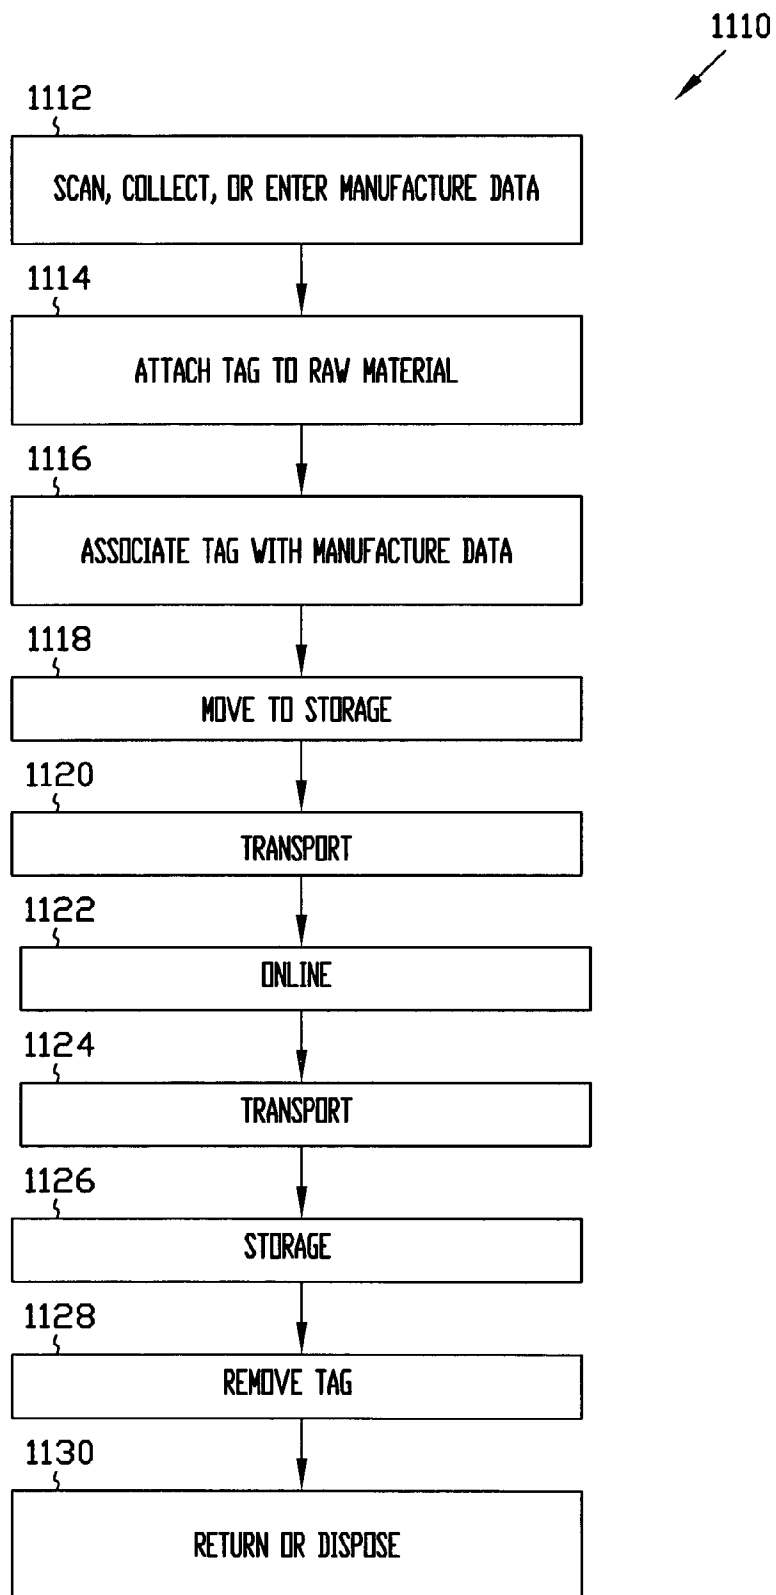 1110
1112
SCAN, COLLECT, OR ENTER MANUFACTURE DATA
1114
ATTACH TAG TO RAW MATERIAL
1116
ASSOCIATE TAG WITH MANUFACTURE DATA
1118
MOVE TO STORAGE
1120
TRANSPORT
1122
ONLINE
1124
TRANSPORT
1126
STORAGE
1128
REMOVE TAG
1130
RETURN OR DISPOSE